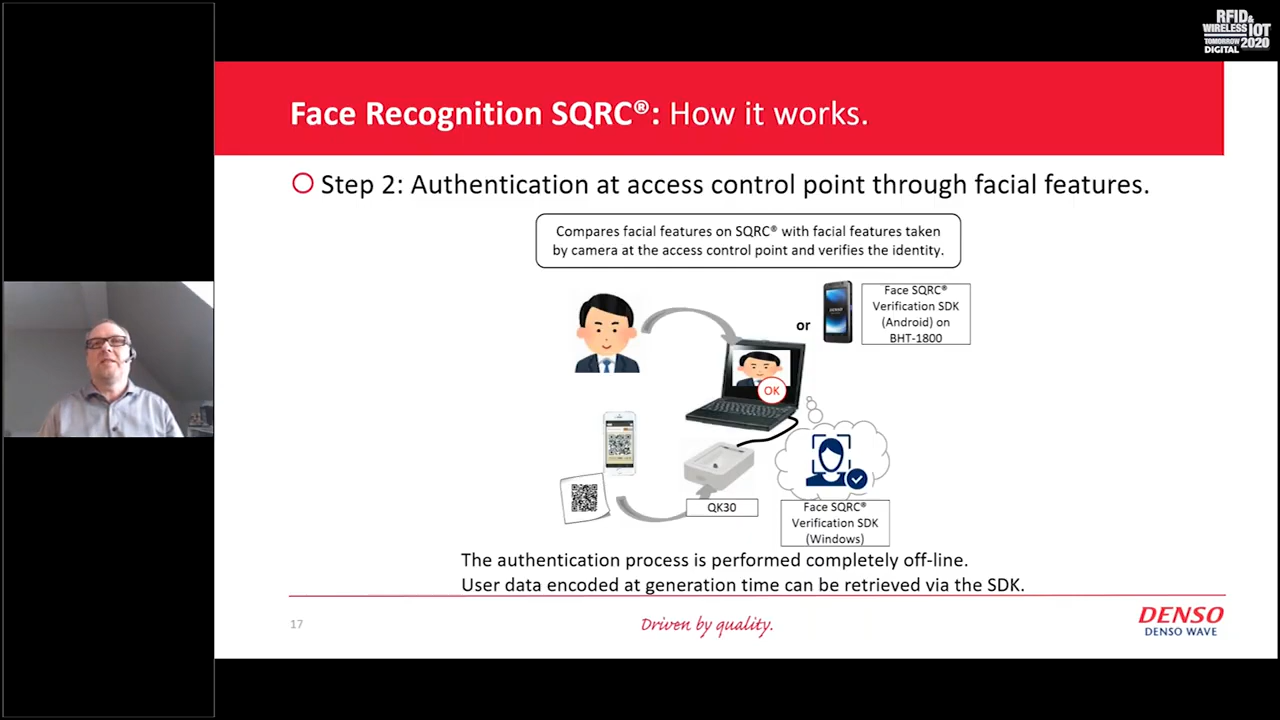 RFID &
WIRELESS IOT
TOMORROW 2020
DIGITAL
Face Recognition SQRC®: How it works.
Step 2: Authentication at access control point through facial features.
Compares facial features on SQRC® with facial features taken
by camera at the access control point and verifies the identity.
or
DENSO
Face SQRC®
Verification SDK
(Android) on
BHT-1800
OK
QK30
Face SQRC®
Verification SDK
(Windows)
The authentication process is performed completely off-line.
User data encoded at generation time can be retrieved via the SDK.
17
Driven by quality.
DENSO
DENSO WAVE